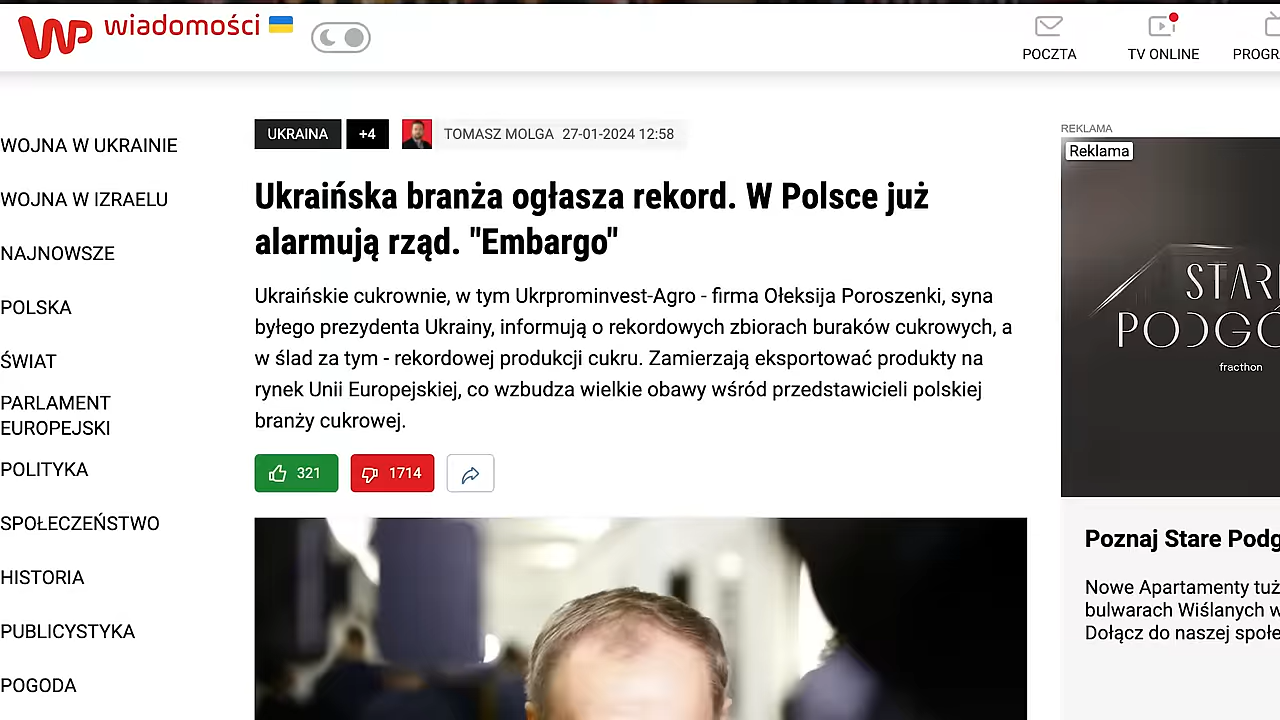 WP wiadomości
POCZTA
TV ONLINE
WOJNA W UKRAINIE
WOJNA W IZRAELU
NAJNOWSZE
POLSKA
ŚWIAT
PARLAMENT
EUROPEJSKI
POLITYKA
SPOŁECZEŃSTWO
HISTORIA
PUBLICYSTYKA
POGODA
UKRAINA +4 TOMASZ MOLGA 27-01-2024 12:58
Ukraińska branża ogłasza rekord. W Polsce już
alarmują rząd. "Embargo"
Ukraińskie cukrownie, w tym Ukrprominvest-Agro - firma Ołeksija Poroszenki, syna
byłego prezydenta Ukrainy, informują o rekordowych zbiorach buraków cukrowych, a
w ślad za tym - rekordowej produkcji cukru. Zamierzają eksportować produkty na
rynek Unii Europejskiej, co wzbudza wielkie obawy wśród przedstawicieli polskiej
branży cukrowej.
321 1714
REKLAMA
Reklama
STAR
PODGÓ
fracthon
Poznaj Stare Podg
Nowe Apartamenty tuż
bulwarach Wiślanych w
Dołącz do naszej społe